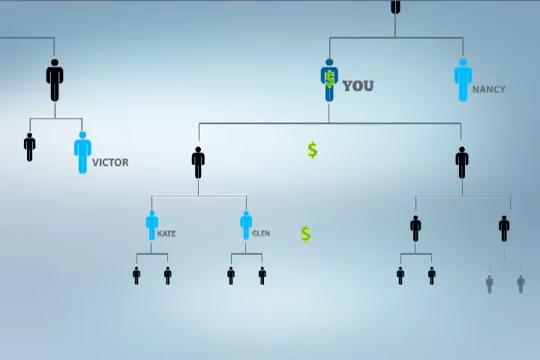 $ YOU
NANCY
$
VICTOR
KATE
GLEN
$